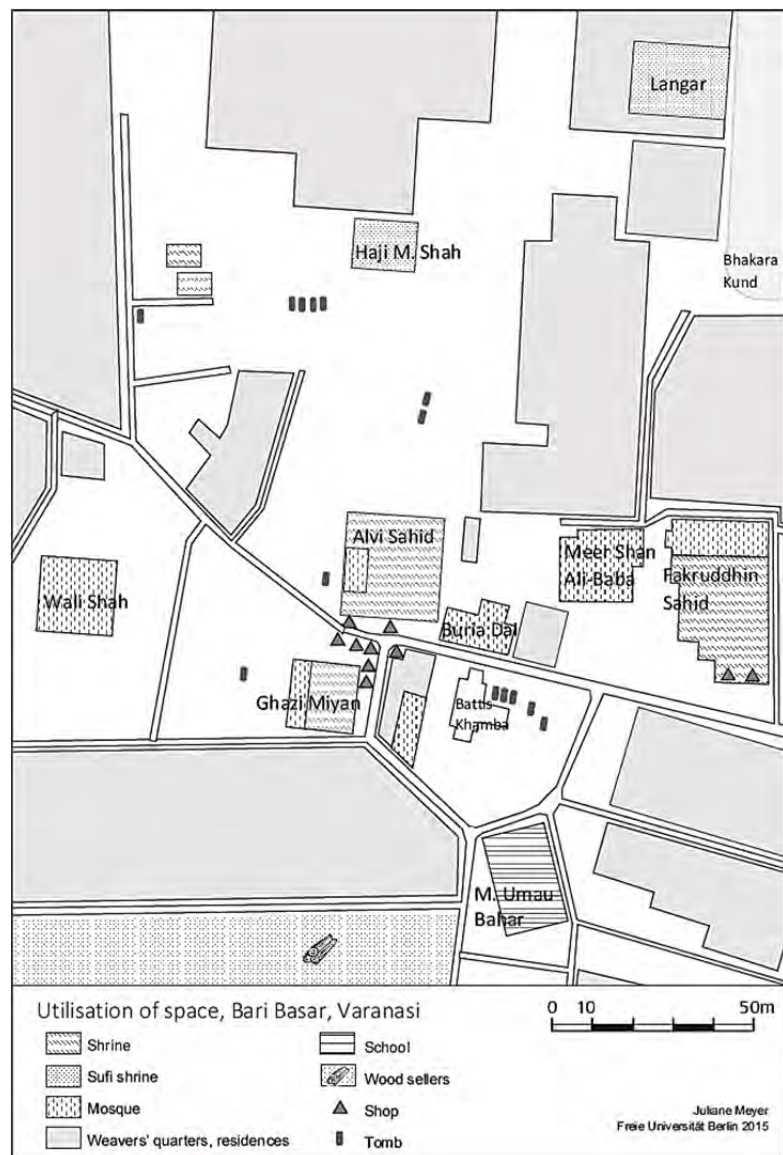 Langar
Haji M. Shah
Bhakara
Kund
Alvi Sahid
Meer Shan
Ali-Baba
Fakruddhin
Sahid
Wali Shah
Buria Dal
Ghazi Miyan
Battis
Khamba
M. Umau
Bahar
Utilisation of space, Bari Basar, Varanasi
0 10 50m
Shrine
Sufi shrine
Mosque
Weavers' quarters, residences
School
Wood sellers
Shop
Tomb
Juliane Meyer
Freie Universität Berlin 2015